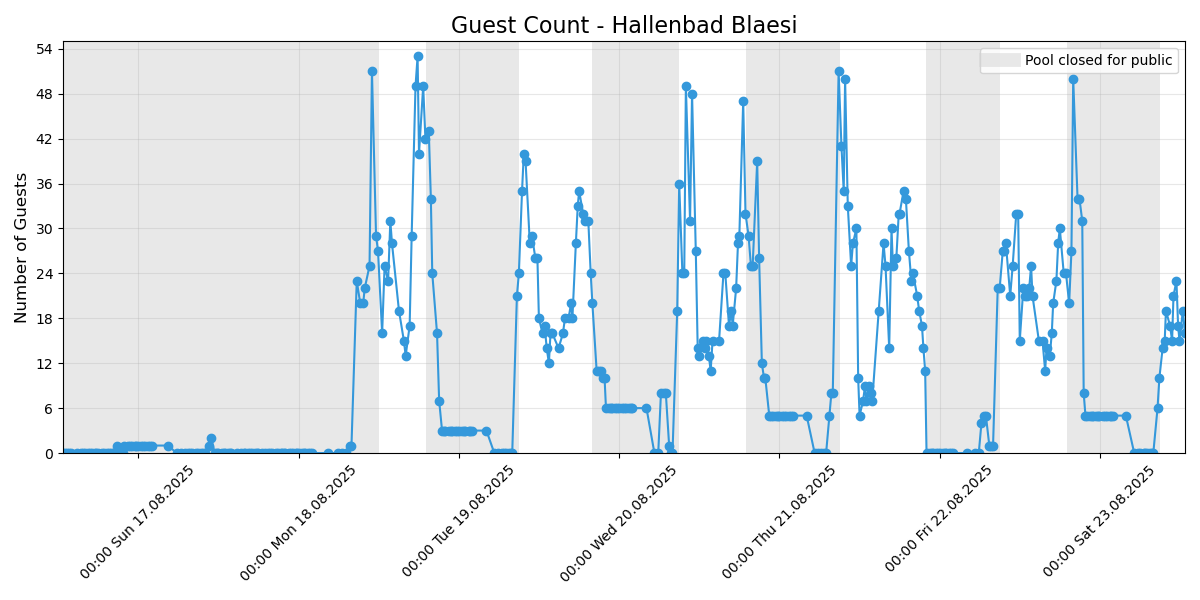 Guest Count - Hallenbad Blaesi
Pool closed for public
Number of Guests
54
48
42
36
30
24
18
12
6
0
00:00 Sun 17.08.2025
00:00 Mon 18.08.2025
00:00 Tue 19.08.2025
00:00 Wed 20.08.2025
00:00 Thu 21.08.2025
00:00 Fri 22.08.2025
00:00 Sat 23.08.2025